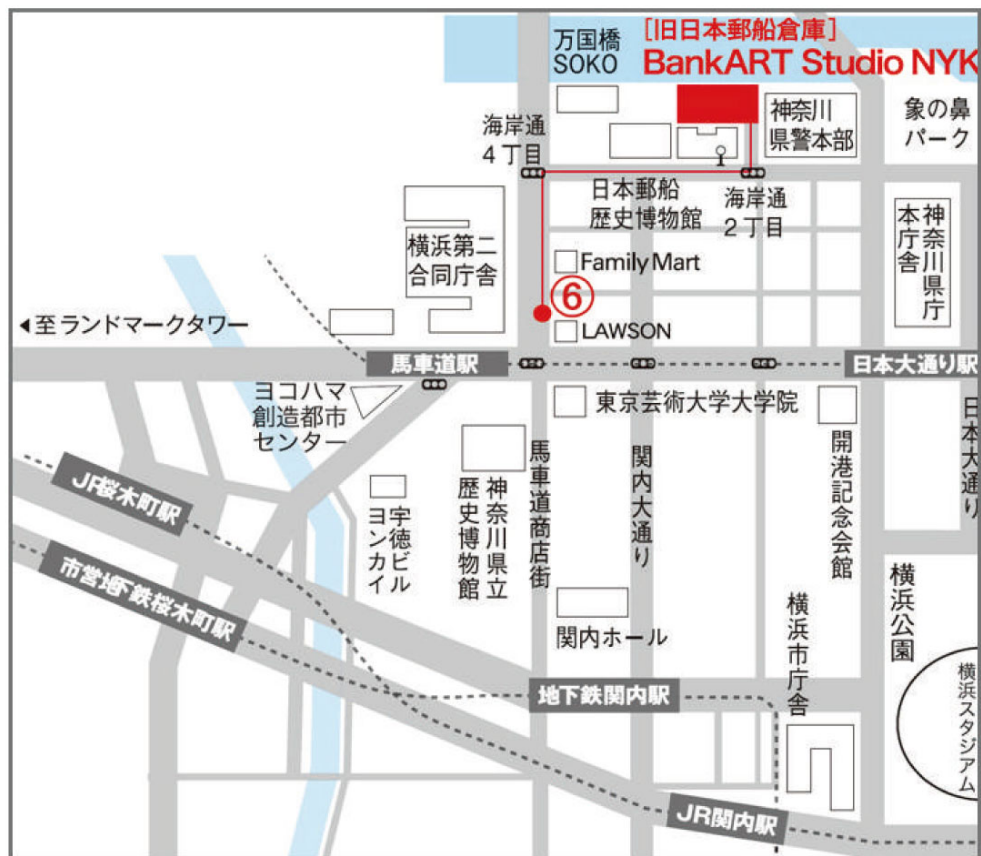 [旧日本郵船倉庫]
万国橋
SOKO
BankART Studio NYK
神奈川
県警本部
象の鼻
パーク
海岸通
4丁目
日本郵船
歴史博物館
海岸通
2丁目
神奈川県庁
本庁舎
横浜第二
合同庁舎
Family Mart
⑥
LAWSON
◀至ランドマークタワー
馬車道駅
日本大通り駅
ヨコハマ
創造都市
センター
東京芸術大学大学院
日本大通り
開港記念会館
馬車道商店街
関内大通り
神奈川県立
歴史博物館
宇徳ビル
ヨンカイ
JR桜木町駅
市営地下鉄桜木町駅
関内ホール
横浜市庁舎
横浜公園
横浜スタジアム
地下鉄関内駅
JR関内駅